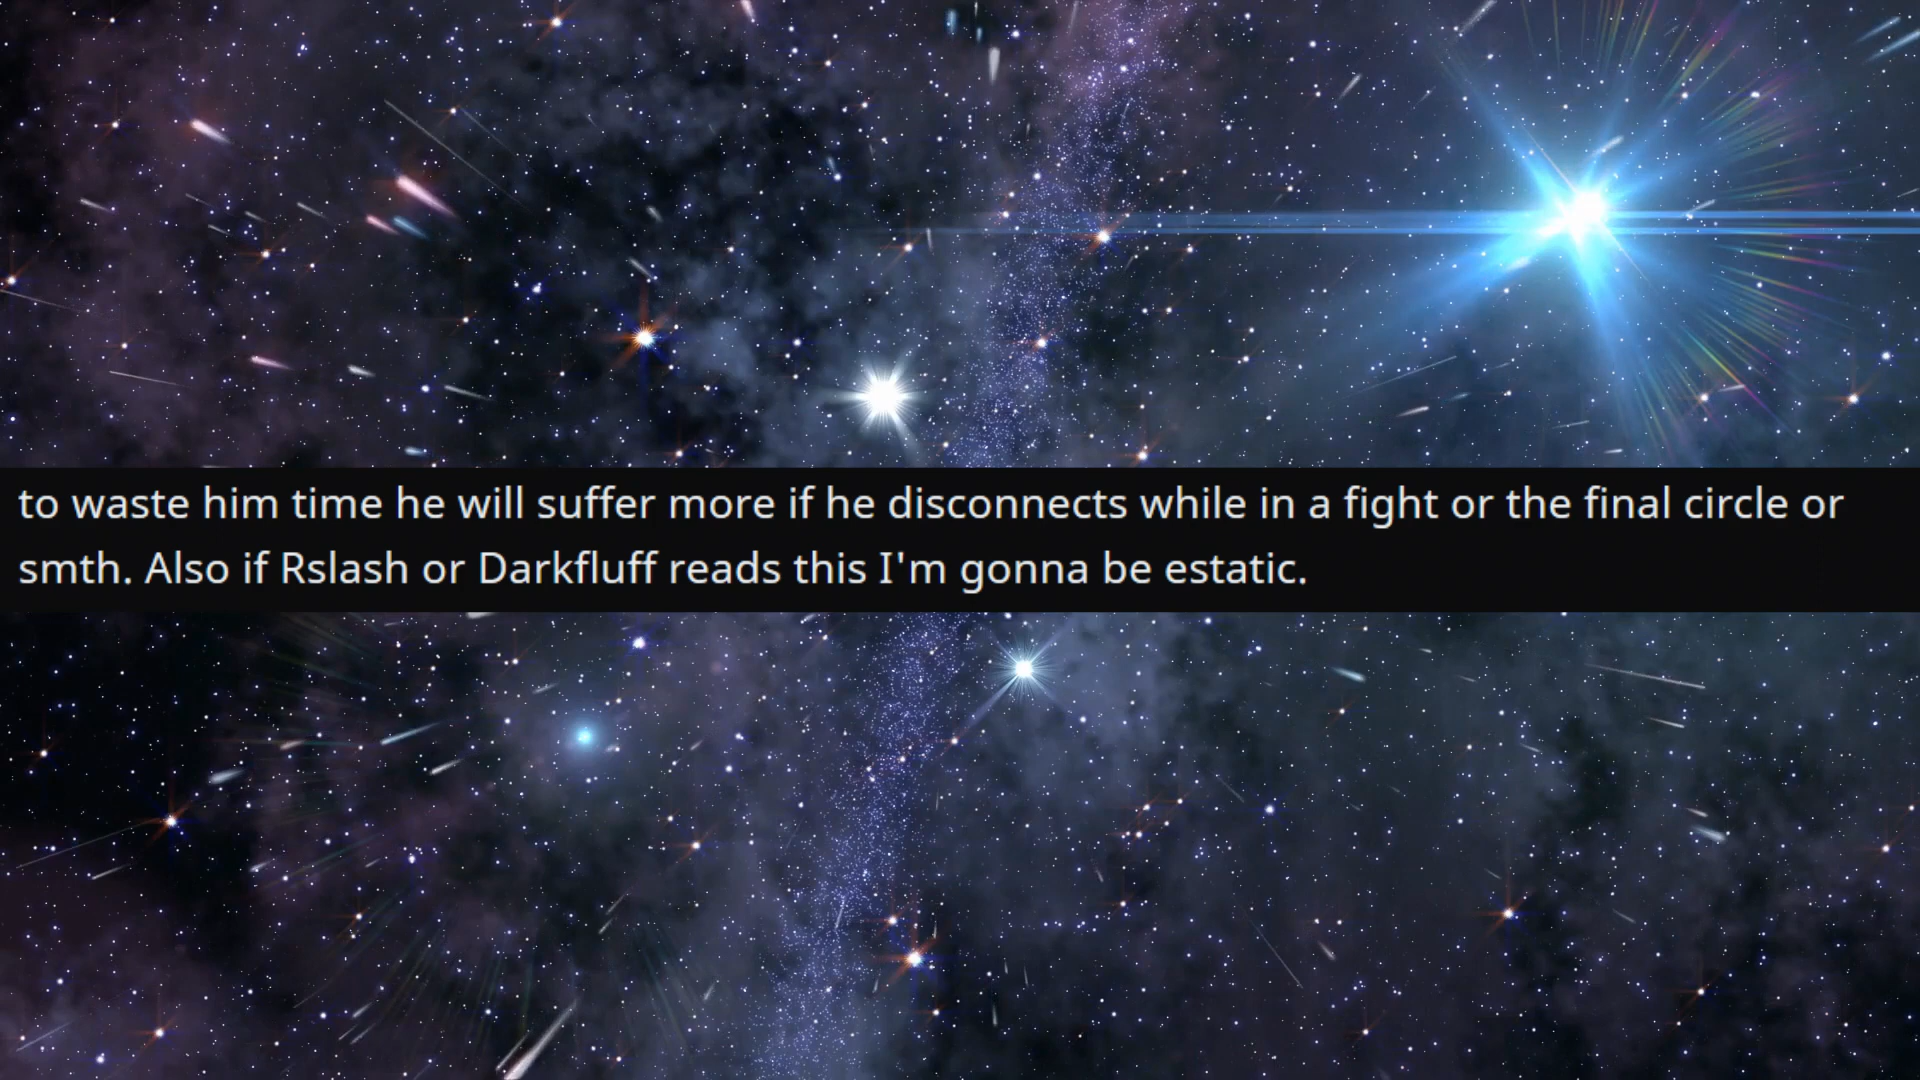 to waste him time he will suffer more if he disconnects while in a fight or the final circle or
smth. Also if Rslash or Darkfluff reads this I'm gonna be estatic.